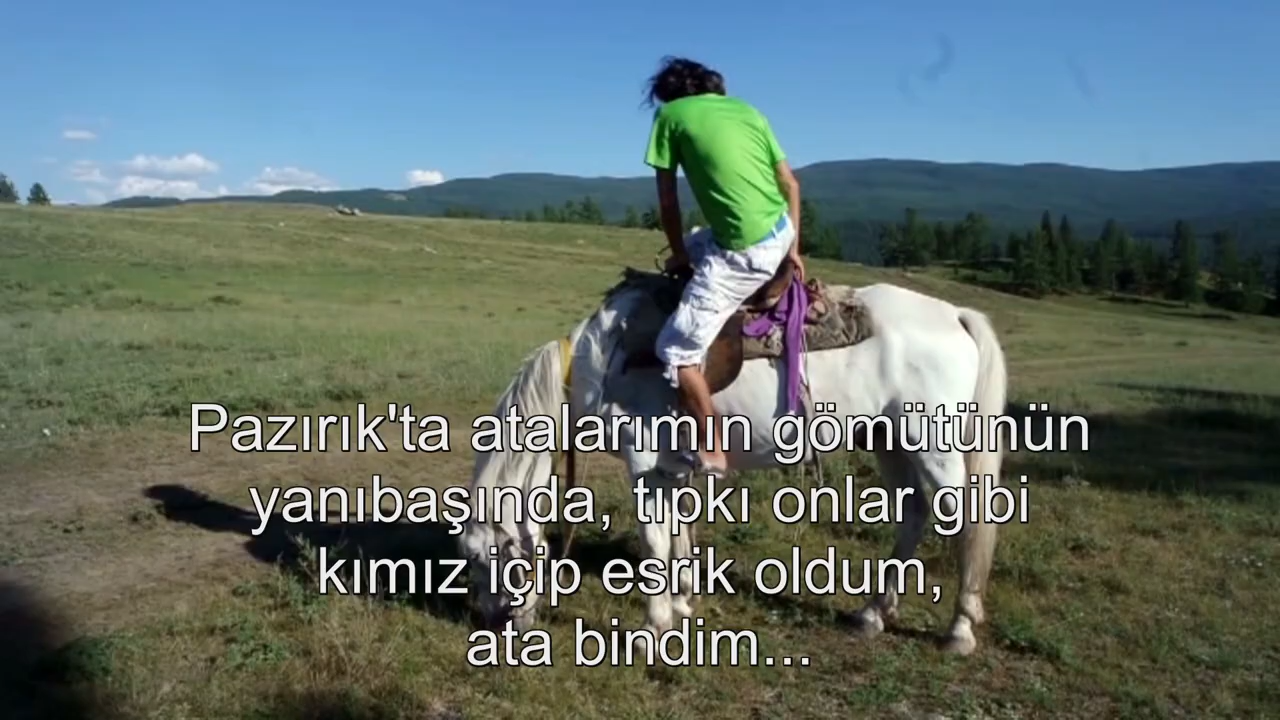 Pazırık'ta atalarımın gömütünün
yanıbaşında, tıpkı onlar gibi
kımız içip esrik oldum,
ata bindim...